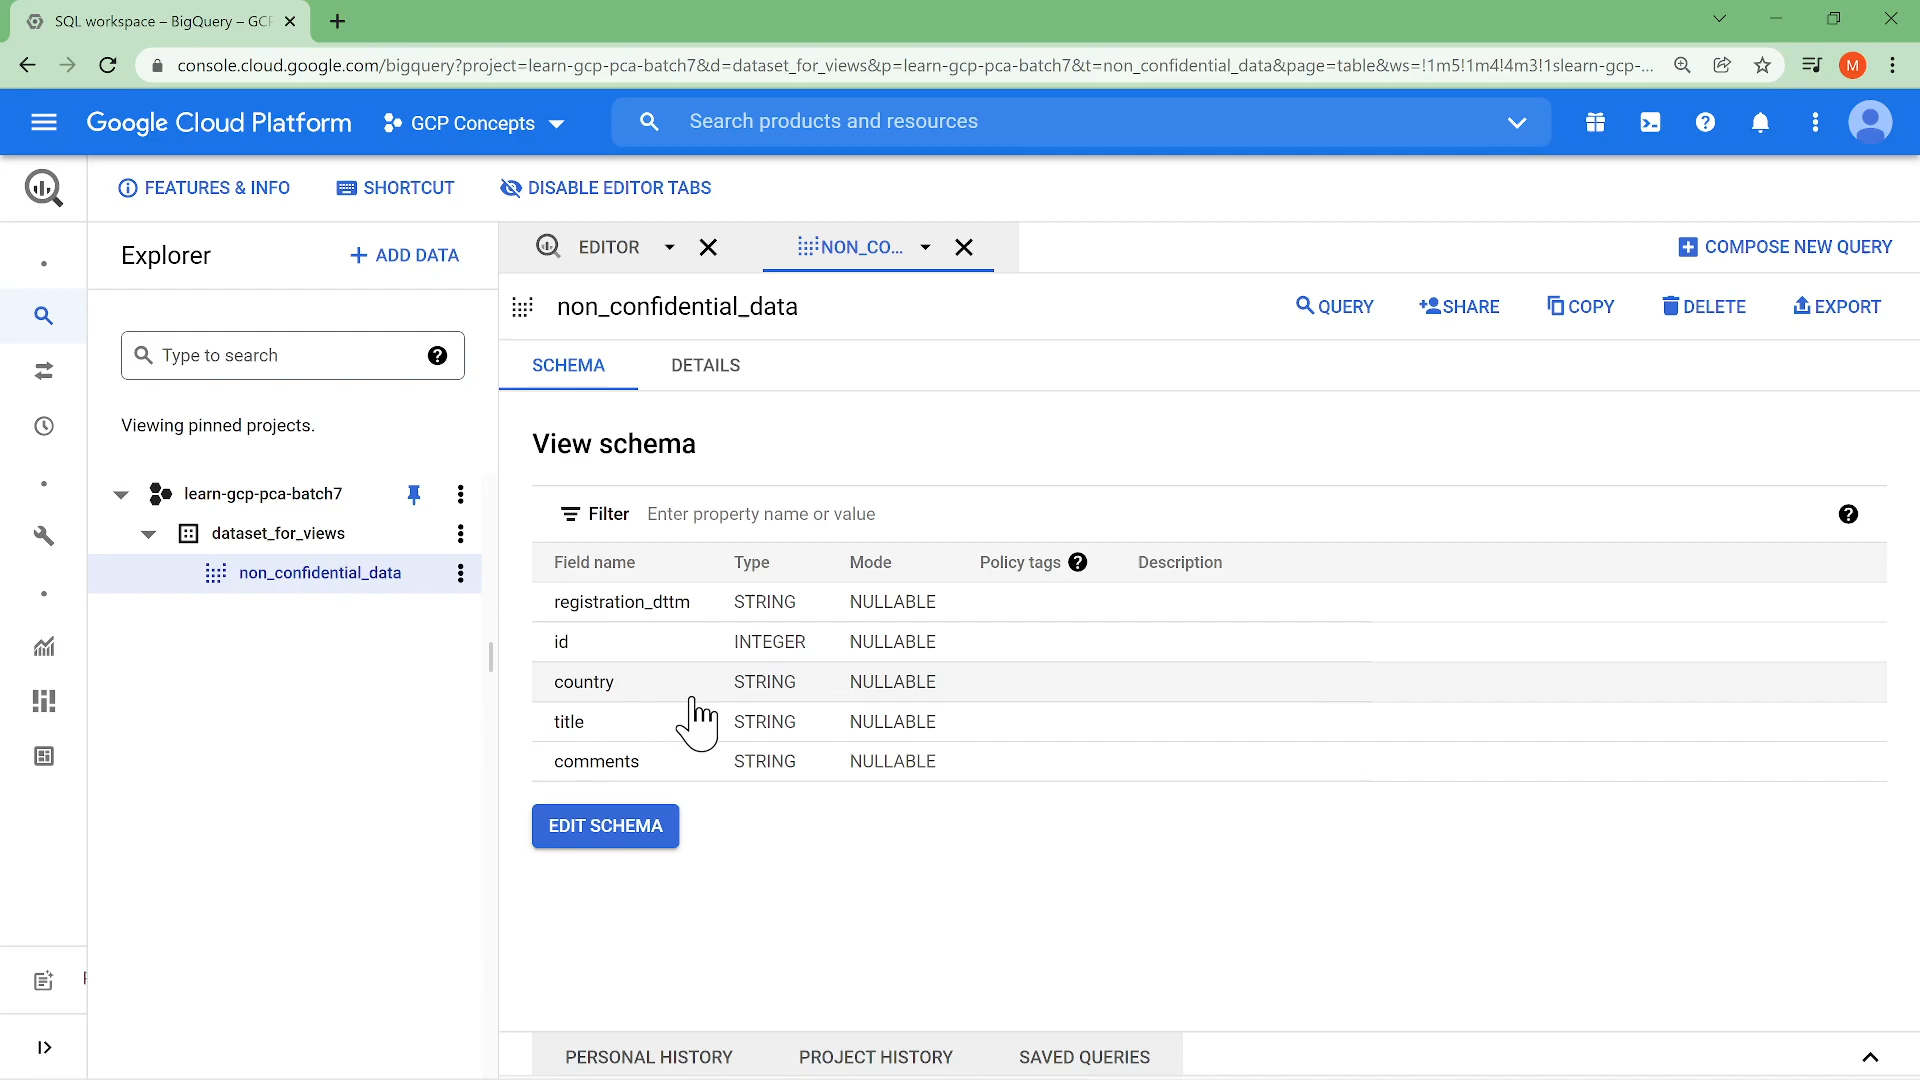 SQL workspace – BigQuery – GCP
console.cloud.google.com/bigquery?project=learn-gcp-pca-batch7&d=dataset_for_views&p=learn-gcp-pca-batch7&t=non_confidential_data&page=table&ws=!1m5!1m4!4m3!1slearn-gcp-...
M
Google Cloud Platform
GCP Concepts
Search products and resources
FEATURES & INFO
SHORTCUT
DISABLE EDITOR TABS
Explorer
ADD DATA
EDITOR
NON_CO...
COMPOSE NEW QUERY
non_confidential_data
QUERY
SHARE
COPY
DELETE
EXPORT
Type to search
SCHEMA
DETAILS
Viewing pinned projects.
View schema
learn-gcp-pca-batch7
dataset_for_views
non_confidential_data
Filter Enter property name or value
Field name Type Mode Policy tags Description
registration_dttm STRING NULLABLE
id INTEGER NULLABLE
country STRING NULLABLE
title STRING NULLABLE
comments STRING NULLABLE
EDIT SCHEMA
PERSONAL HISTORY
PROJECT HISTORY
SAVED QUERIES